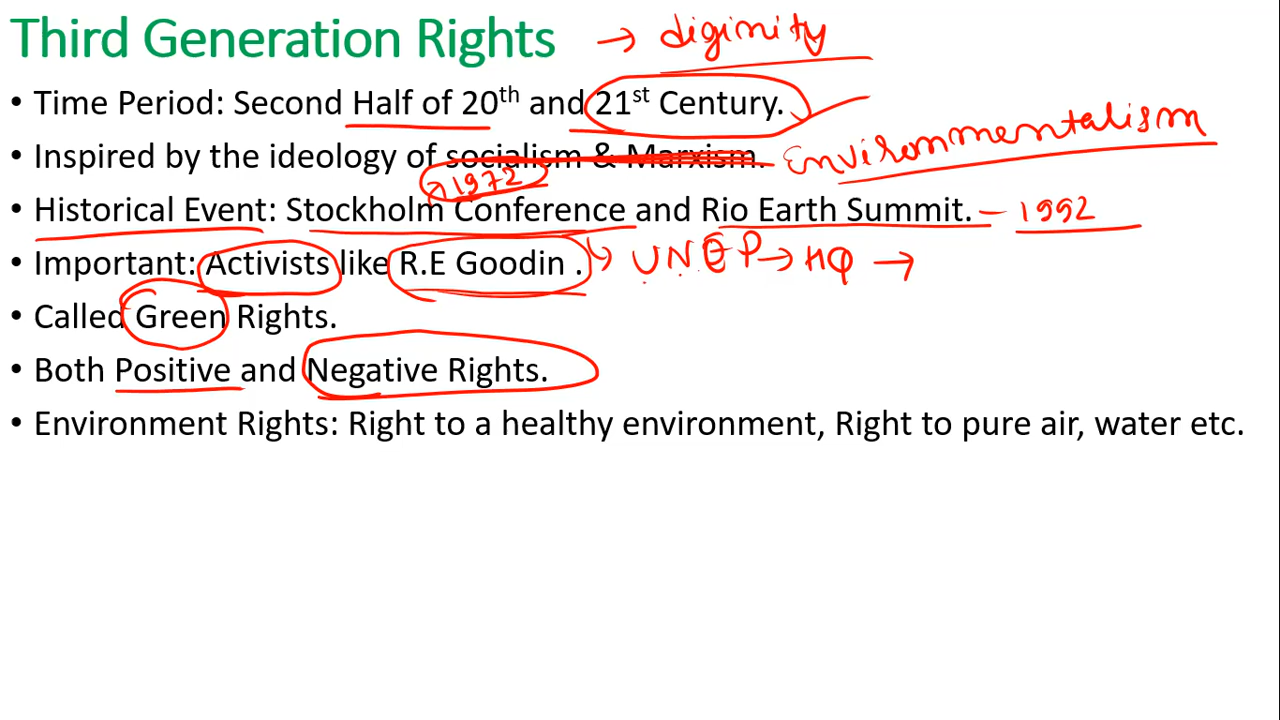 Third Generation Rights → digimity
• Time Period: Second Half of 20th and 21st Century.
• Inspired by the ideology of socialism & Marxism. Environmentalism
→ 1972
• Historical Event: Stockholm Conference and Rio Earth Summit. – 1992
• Important: Activists like R.E Goodin . ↳ UNEP → HQ →
• Called Green Rights.
• Both Positive and Negative Rights.
• Environment Rights: Right to a healthy environment, Right to pure air, water etc.